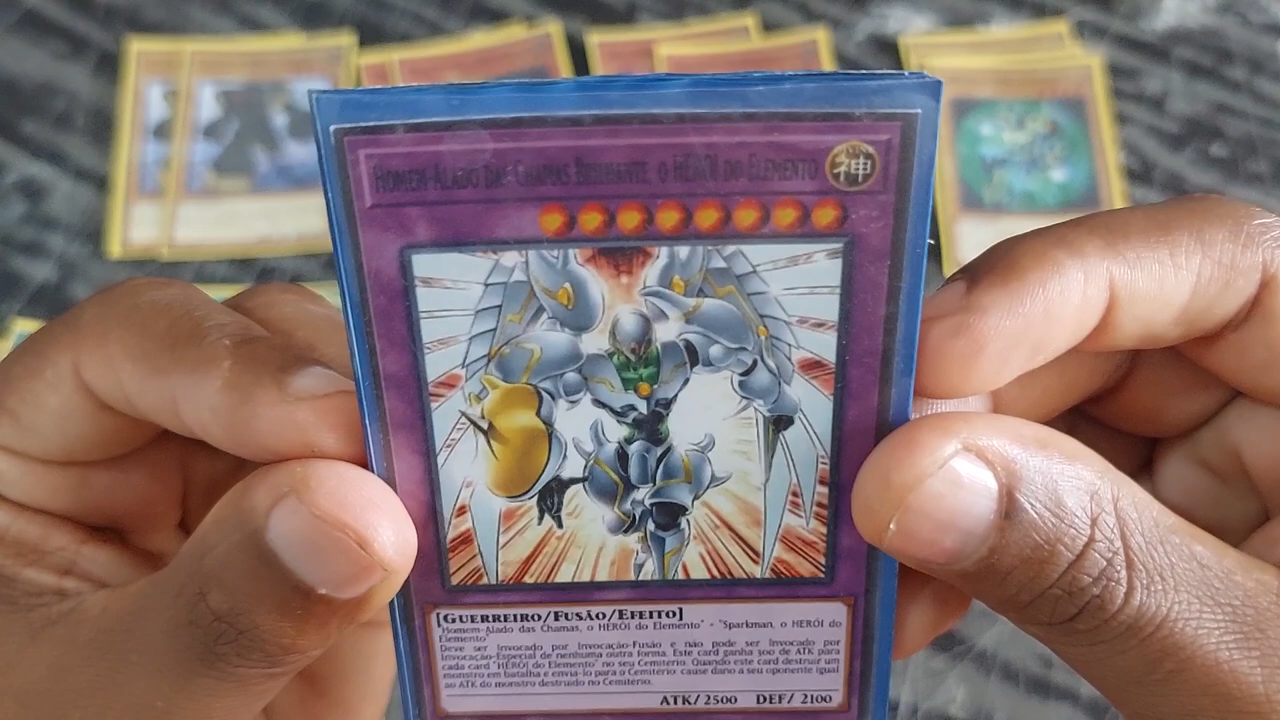 Homem-Alado das Chamas Brilhante, o HERÓI do Elemento
神
[Guerreiro/Fusão/Efeito]
"Homem-Alado das Chamas, o HERÓI do Elemento" + "Sparkman, o HERÓI do
Elemento"
Deve ser Invocado por Invocação-Fusão e não pode ser Invocado por
Invocação-Especial de nenhuma outra forma. Este card ganha 300 de ATK para
cada card "HERÓI do Elemento" no seu Cemitério. Quando este card destruir um
monstro em batalha e enviá-lo para o Cemitério: cause dano a seu oponente igual
ao ATK do monstro destruído no Cemitério.
ATK/2500 DEF/2100